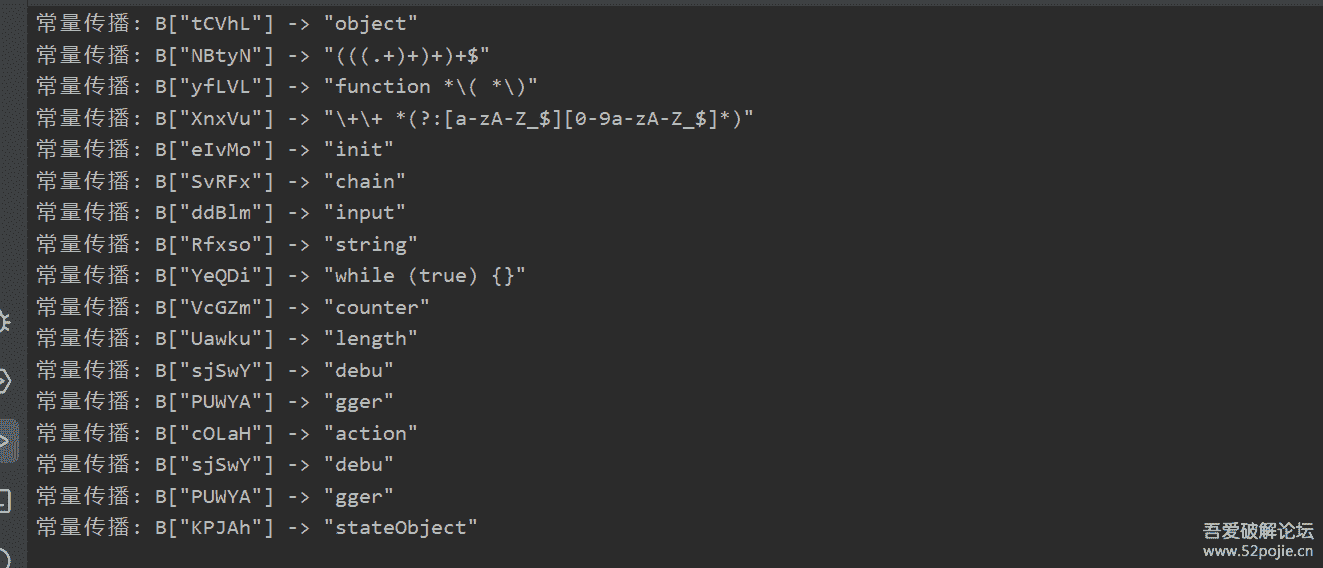 常量传播: B["tCVhL"] -> "object"
常量传播: B["NBtyN"] -> "(((.+)+)+)+$"
常量传播: B["yfLVL"] -> "function *\( *\)"
常量传播: B["XnxVu"] -> "\+\+ *(?:[a-zA-Z_$][0-9a-zA-Z_$]*)"
常量传播: B["eIvMo"] -> "init"
常量传播: B["SvRFx"] -> "chain"
常量传播: B["ddBlm"] -> "input"
常量传播: B["Rfxso"] -> "string"
常量传播: B["YeQDi"] -> "while (true) {}"
常量传播: B["VcGZm"] -> "counter"
常量传播: B["Uawku"] -> "length"
常量传播: B["sjSwY"] -> "debu"
常量传播: B["PUWYA"] -> "gger"
常量传播: B["cOLaH"] -> "action"
常量传播: B["sjSwY"] -> "debu"
常量传播: B["PUWYA"] -> "gger"
常量传播: B["KPJAh"] -> "stateObject"
吾爱破解论坛
www.52pojie.cn